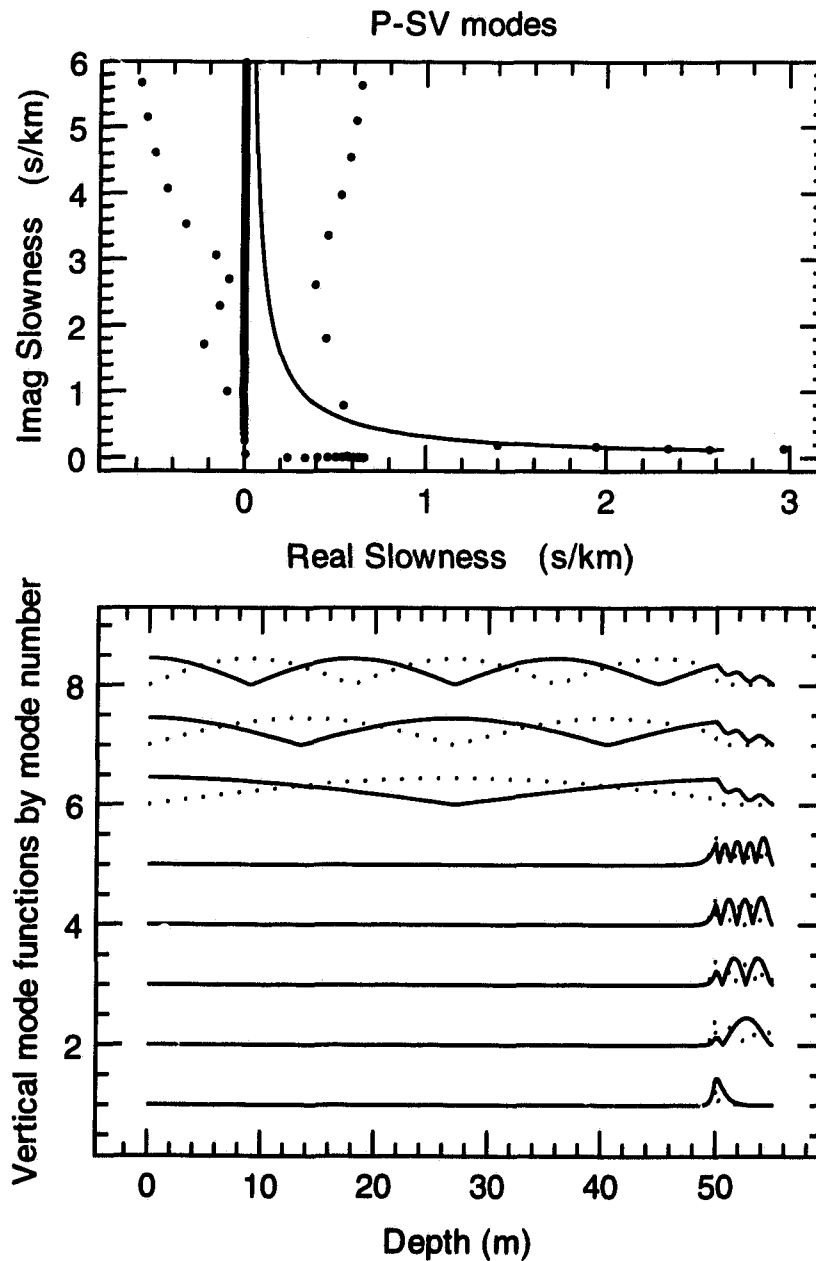 P-SV modes
Imag Slowness (s/km)
6
5
4
3
2
1
0
0 1 2 3
Real Slowness (s/km)
Vertical mode functions by mode number
8
6
4
2
0 10 20 30 40 50
Depth (m)